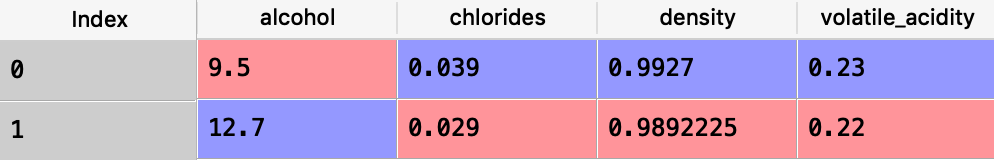 Index alcohol chlorides density volatile_acidity
0 9.5 0.039 0.9927 0.23
1 12.7 0.029 0.9892225 0.22